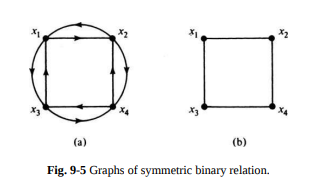 x₁ x₂ x₁ x₂
x₃ x₄ x₃ x₄
(a) (b)
Fig. 9-5 Graphs of symmetric binary relation.